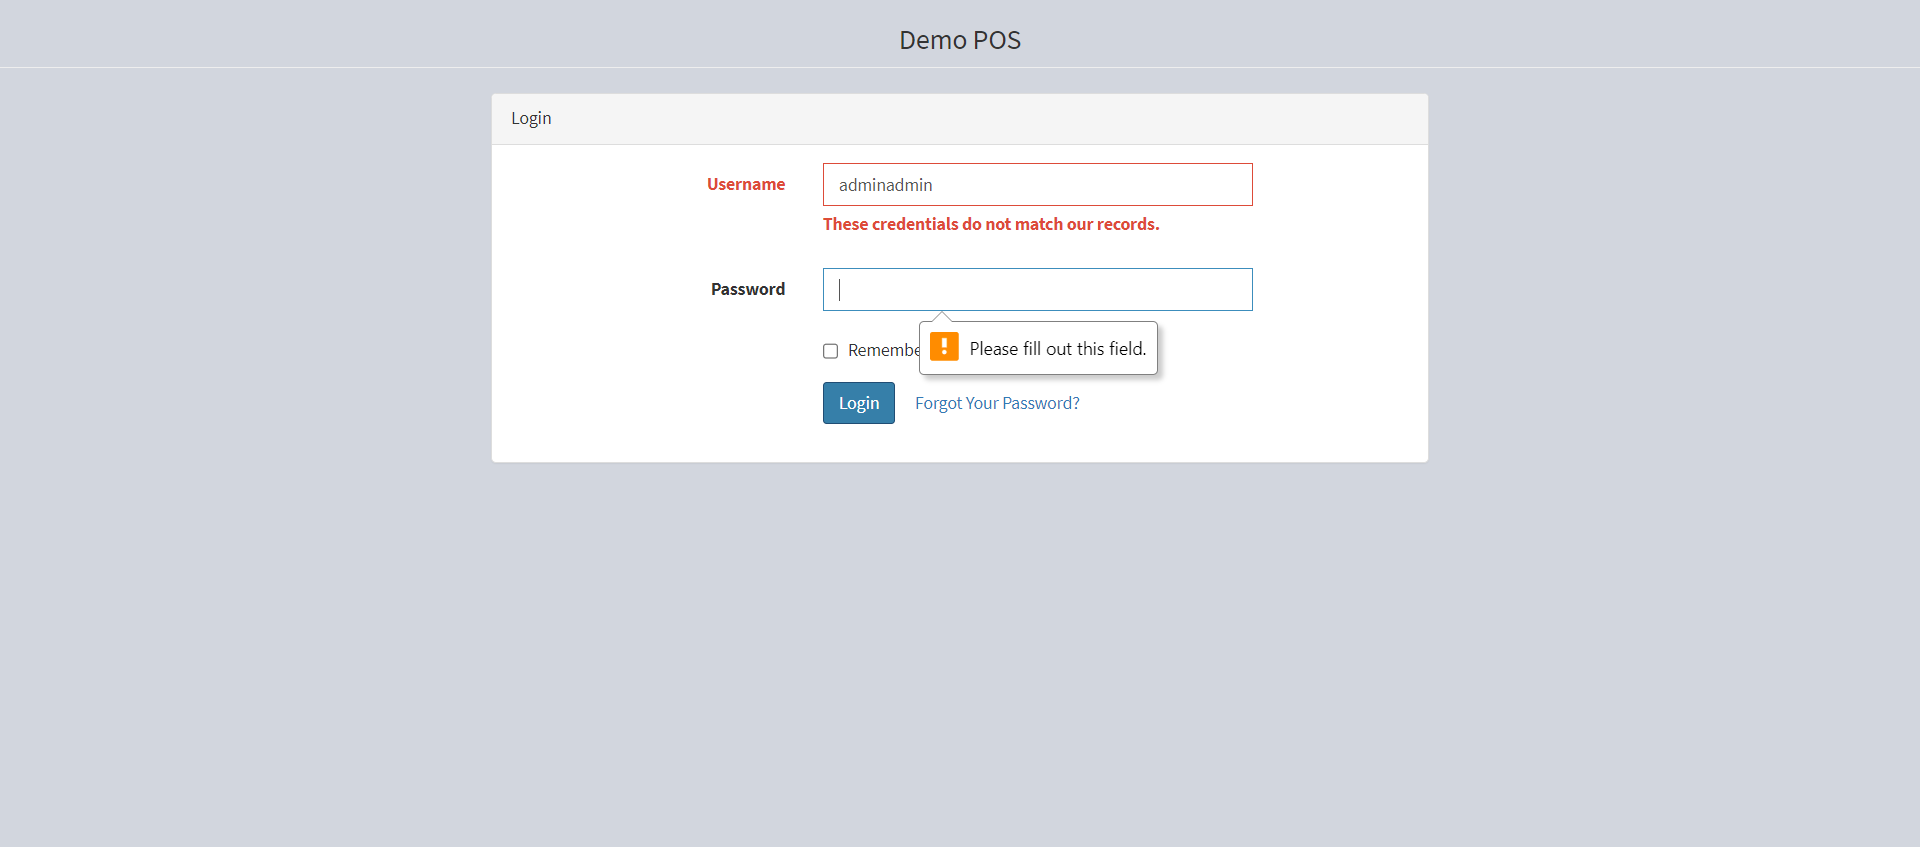 Demo POS
Login
Username
adminadmin
These credentials do not match our records.
Password
Remembe
Please fill out this field.
Login
Forgot Your Password?